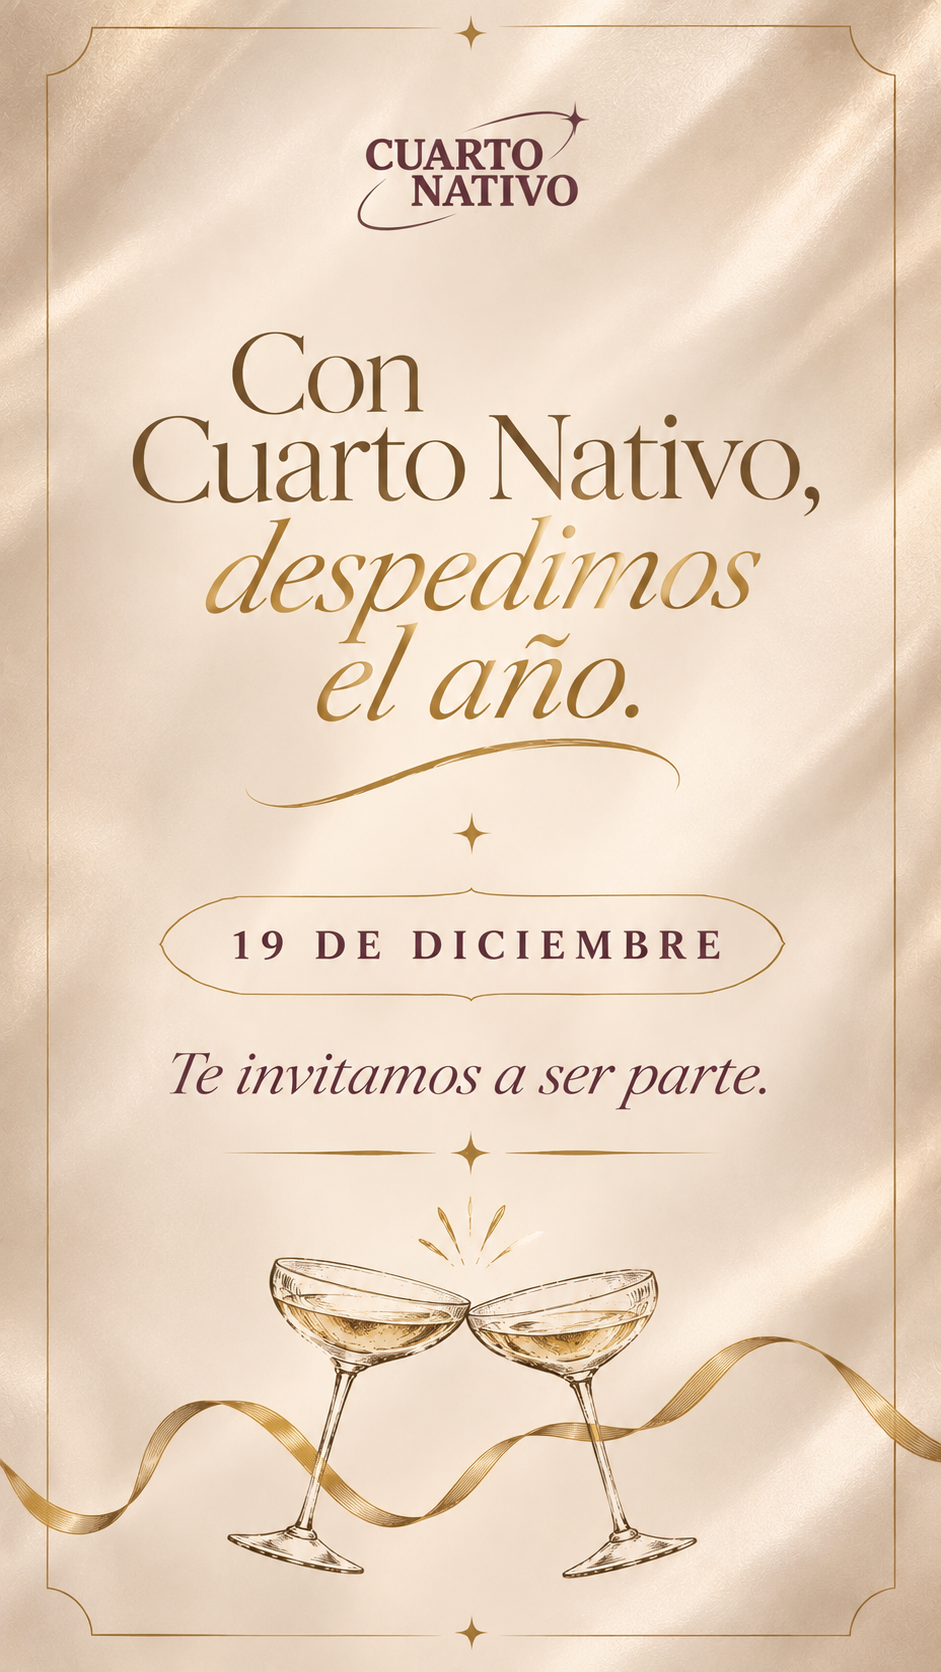 CUARTO
NATIVO
Con
Cuarto Nativo,
despedimos
el año.
19 DE DICIEMBRE
Te invitamos a ser parte.